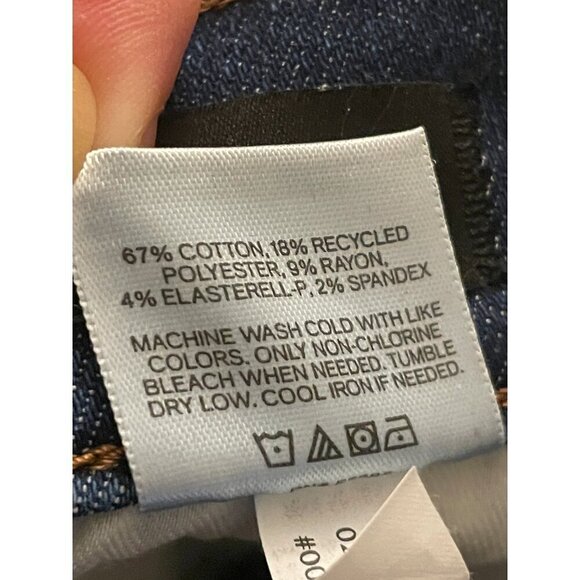 67% COTTON, 18% RECYCLED
POLYESTER, 9% RAYON,
4% ELASTERELL-P, 2% SPANDEX
MACHINE WASH COLD WITH LIKE
COLORS. ONLY NON-CHLORINE
BLEACH WHEN NEEDED. TUMBLE
DRY LOW. COOL IRON IF NEEDED.
#00